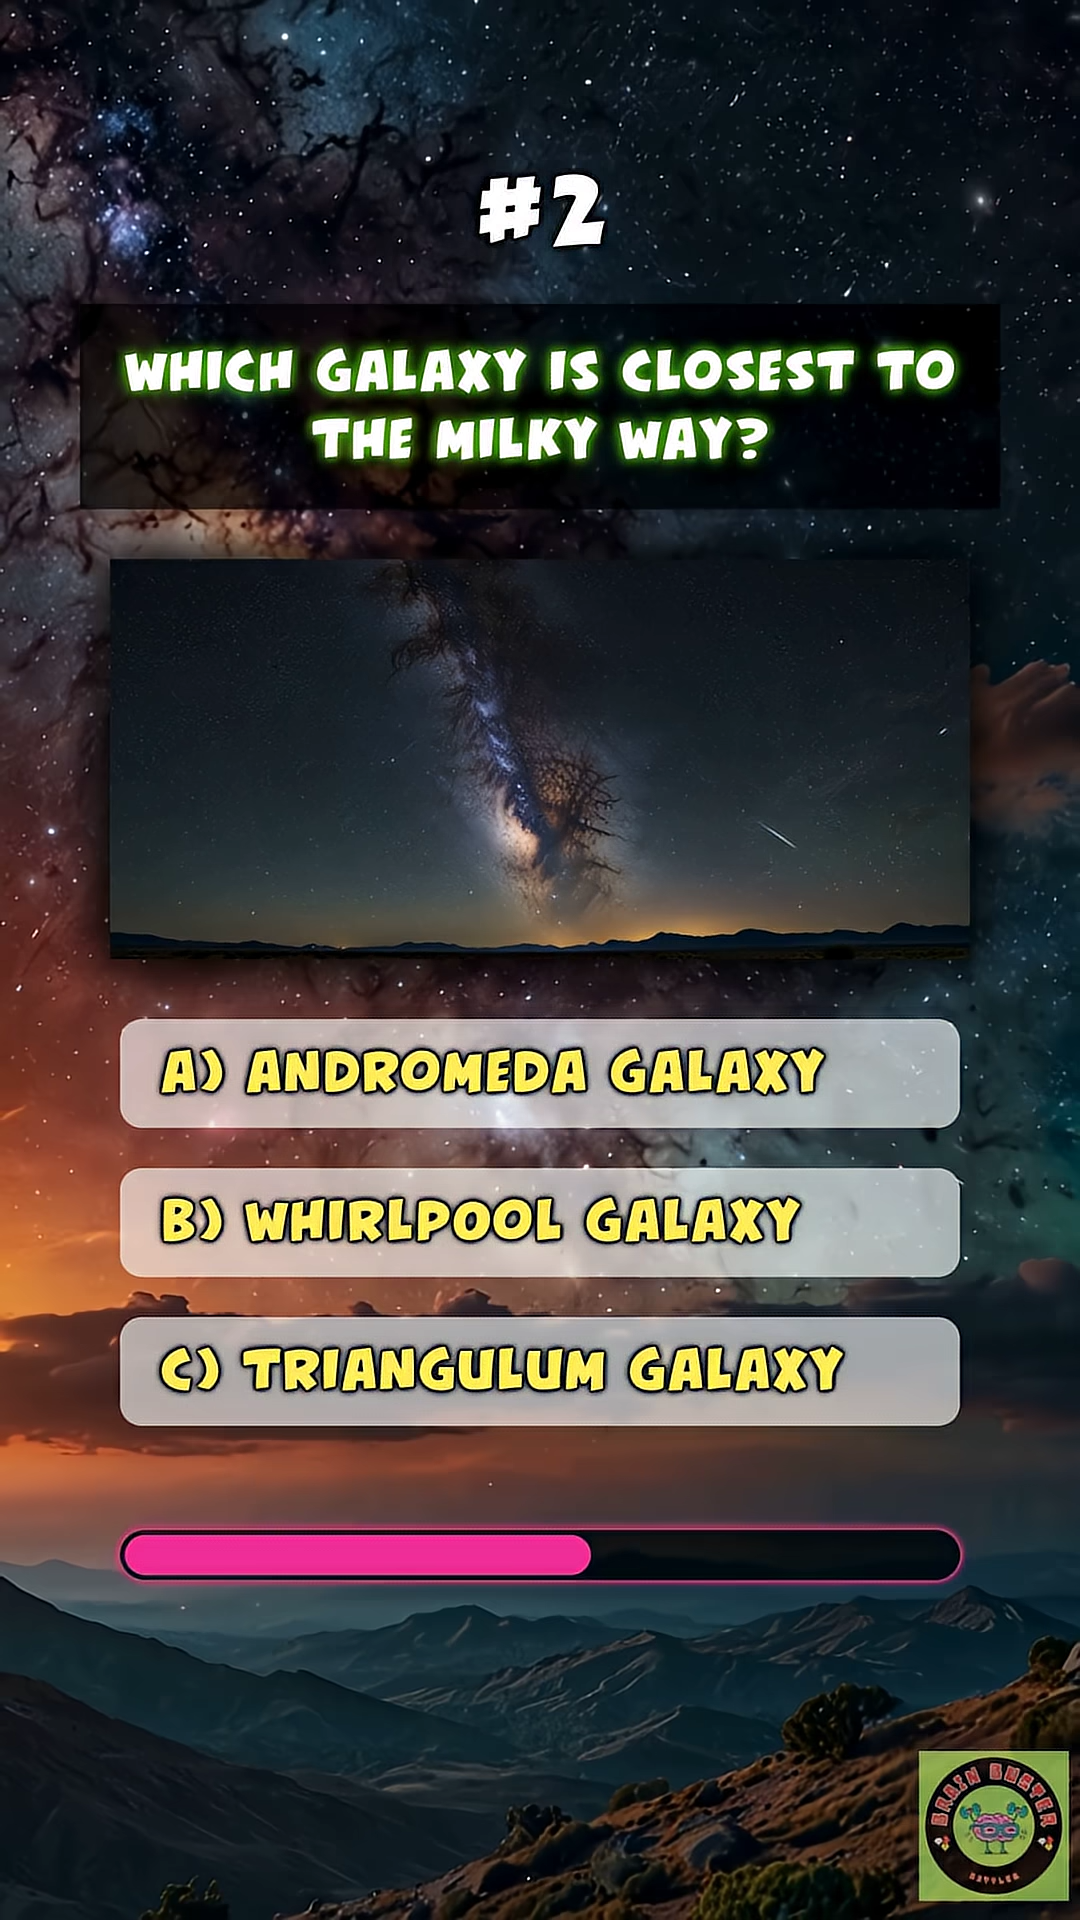 #2
WHICH GALAXY IS CLOSEST TO
THE MILKY WAY?
A) ANDROMEDA GALAXY
B) WHIRLPOOL GALAXY
C) TRIANGULUM GALAXY
BRAIN BUSTER